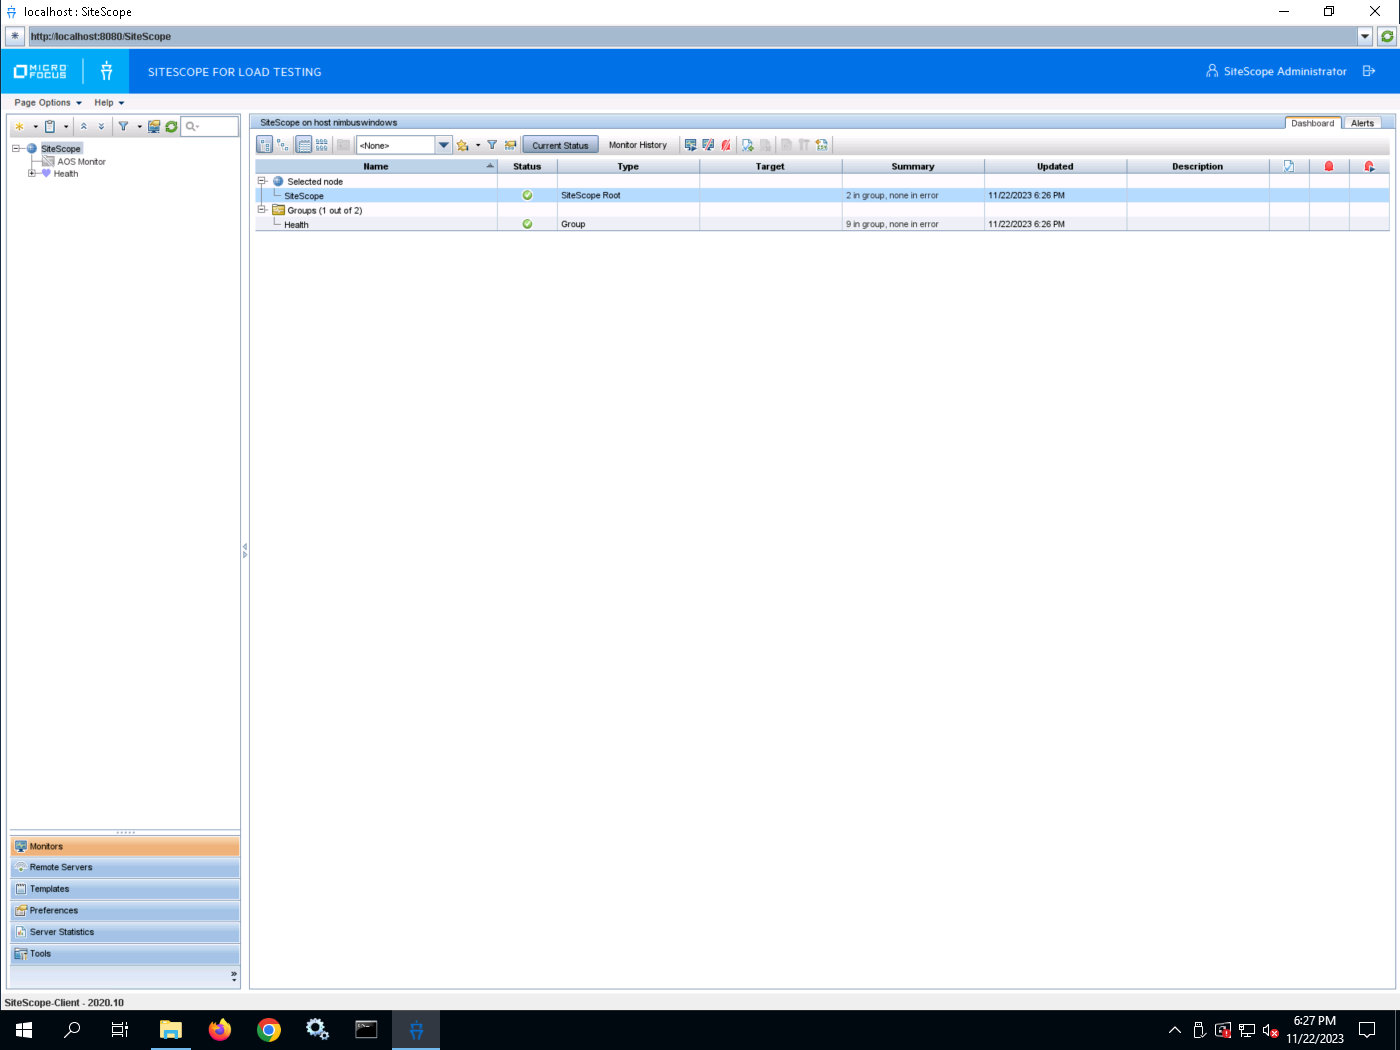 localhost : SiteScope
http://localhost:8080/SiteScope
MICRO FOCUS
SITESCOPE FOR LOAD TESTING
SiteScope Administrator
Page Options
Help
SiteScope on host nimbuswindows
Dashboard
Alerts
<None>
Current Status
Monitor History
SiteScope
AOS Monitor
Health
Name
Status
Type
Target
Summary
Updated
Description
Selected node
SiteScope
SiteScope Root
2 in group, none in error
11/22/2023 6:26 PM
Groups (1 out of 2)
Health
Group
9 in group, none in error
11/22/2023 6:26 PM
Monitors
Remote Servers
Templates
Preferences
Server Statistics
Tools
SiteScope-Client - 2020.10
6:27 PM
11/22/2023